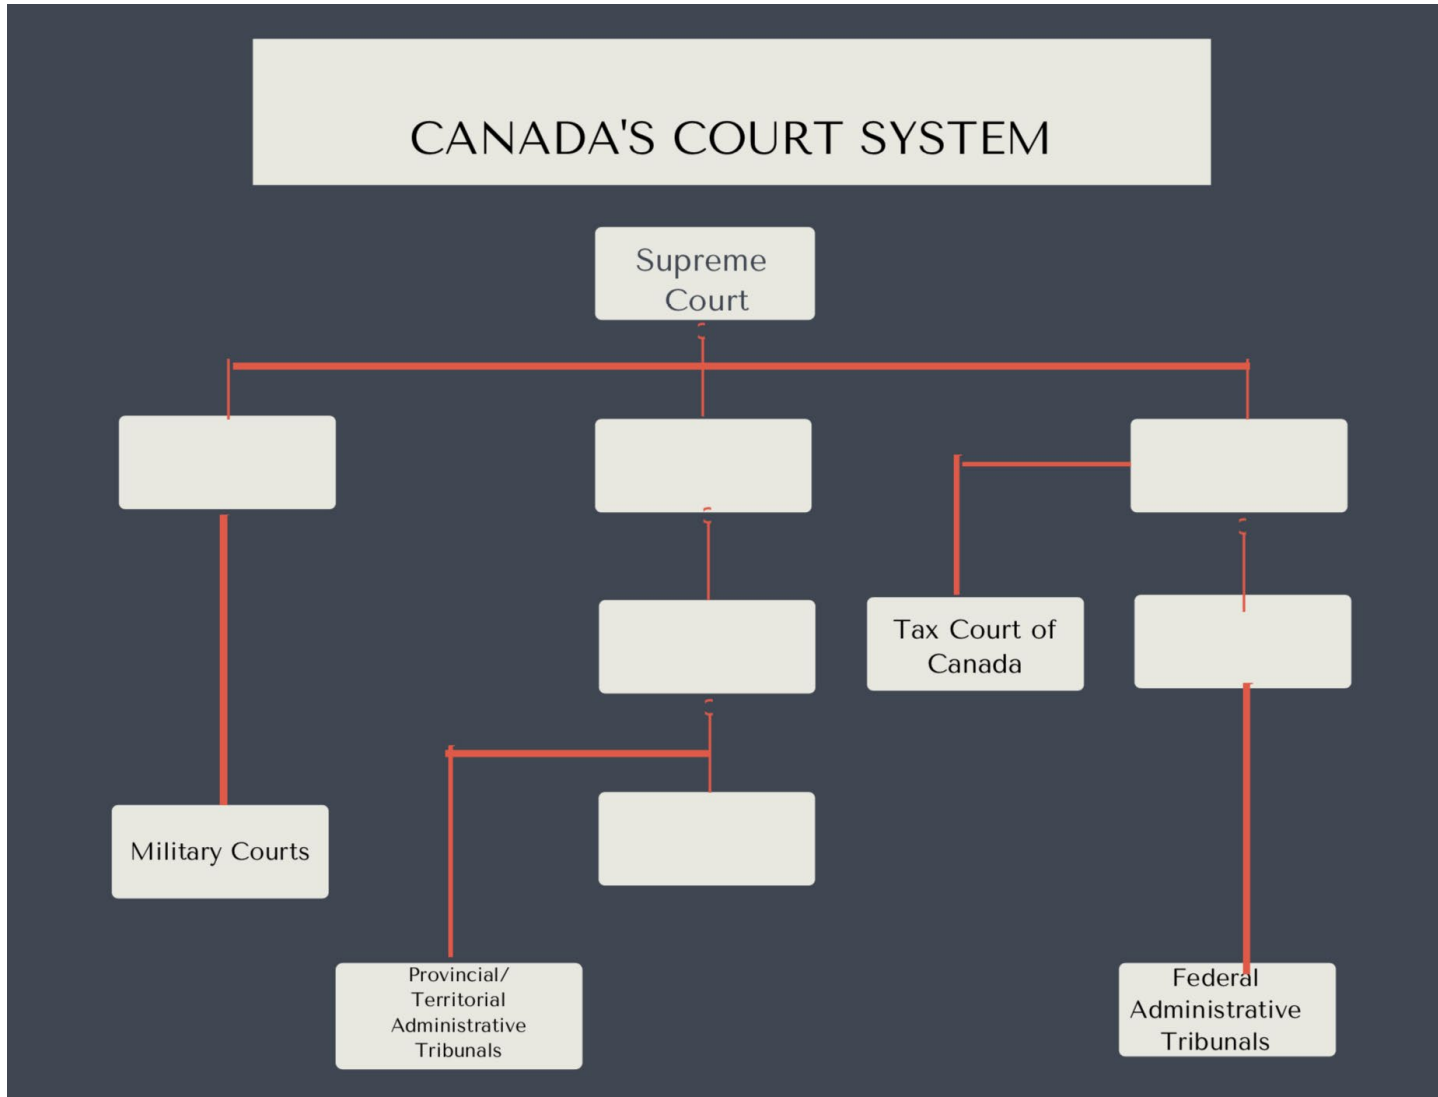 CANADA'S COURT SYSTEM
Supreme
Court
Tax Court of
Canada
Military Courts
Provincial/
Territorial
Administrative
Tribunals
Federal
Administrative
Tribunals